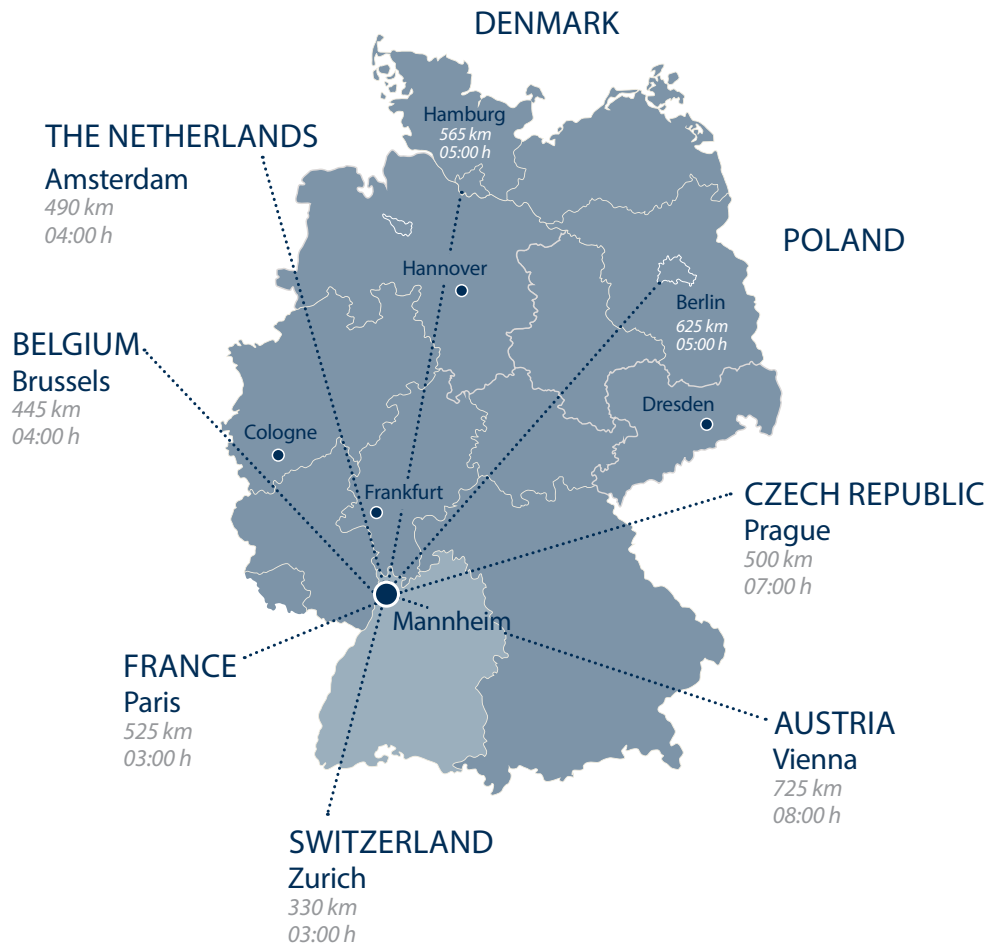 DENMARK
Hamburg
565 km
05:00 h
THE NETHERLANDS
Amsterdam
490 km
04:00 h
POLAND
Hannover
Berlin
625 km
05:00 h
BELGIUM
Brussels
445 km
04:00 h
Dresden
Cologne
Frankfurt
CZECH REPUBLIC
Prague
500 km
07:00 h
Mannheim
FRANCE
Paris
525 km
03:00 h
AUSTRIA
Vienna
725 km
08:00 h
SWITZERLAND
Zurich
330 km
03:00 h